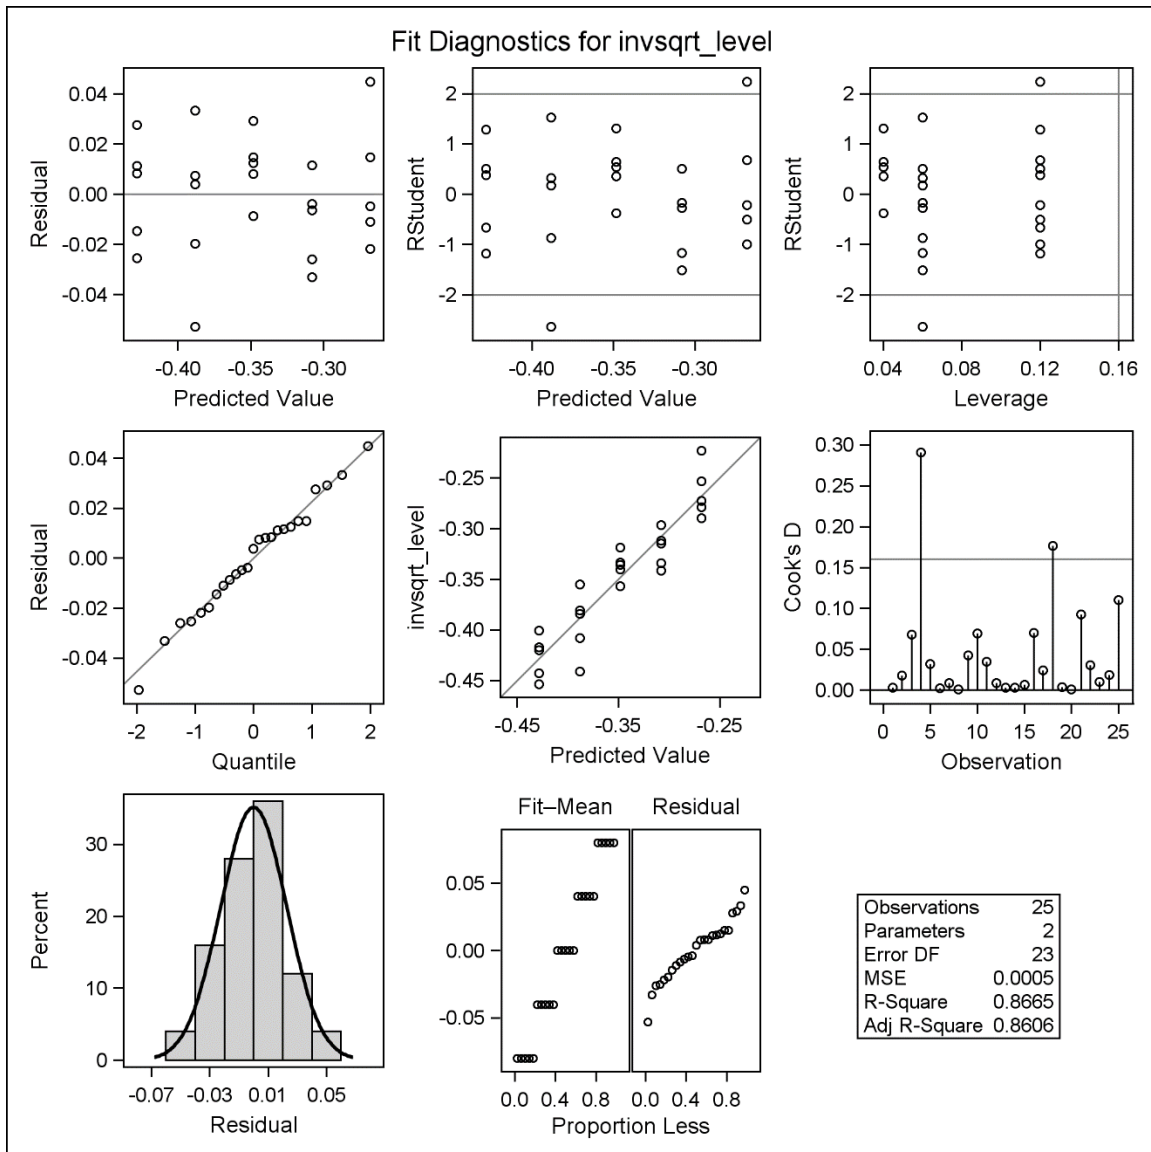 Fit Diagnostics for invsqrt_level
Residual
0.04
0.02
0.00
-0.02
-0.04
-0.40 -0.35 -0.30
Predicted Value
RStudent
2
1
0
-1
-2
-0.40 -0.35 -0.30
Predicted Value
RStudent
2
1
0
-1
-2
0.04 0.08 0.12 0.16
Leverage
Residual
0.04
0.02
0.00
-0.02
-0.04
-2 -1 0 1 2
Quantile
invsqrt_level
-0.25
-0.30
-0.35
-0.40
-0.45
-0.45 -0.35 -0.25
Predicted Value
Cook's D
0.30
0.25
0.20
0.15
0.10
0.05
0.00
0 5 10 15 20 25
Observation
Percent
30
20
10
0
-0.07 -0.03 0.01 0.05
Residual
Fit–Mean Residual
0.05
0.00
-0.05
0.0 0.4 0.8 0.0 0.4 0.8
Proportion Less
Observations 25
Parameters 2
Error DF 23
MSE 0.0005
R-Square 0.8665
Adj R-Square 0.8606